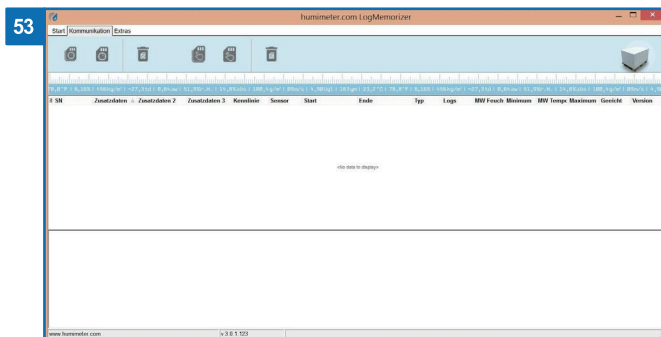 53
humimeter.com LogMemorizer
Start Kommunikation Extras
# SN Zusatzdaten Zusatzdaten 2 Zusatzdaten 3 Kennlinie Sensor Start Ende Typ Logs MW Feuch Minimum MW Tempe Maximum Geeicht Version
<No data to display>
www.humimeter.com v 3.0.1.123